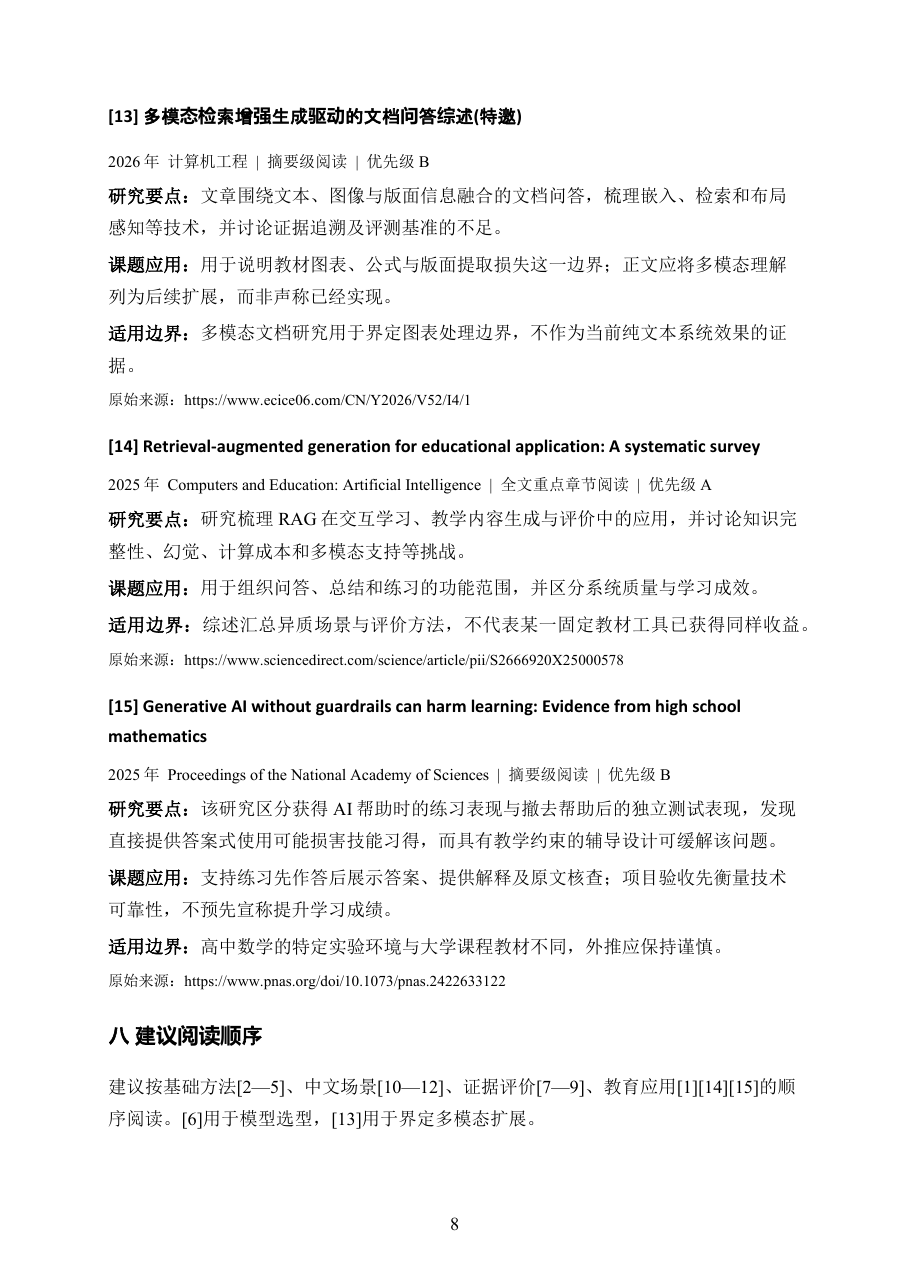 [13] 多模态检索增强生成驱动的文档问答综述(特邀)
2026 年 计算机工程 | 摘要级阅读 | 优先级 B
研究要点：文章围绕文本、图像与版面信息融合的文档问答，梳理嵌入、检索和布局
感知等技术，并讨论证据追溯及评测基准的不足。
课题应用：用于说明教材图表、公式与版面提取损失这一边界；正文应将多模态理解
列为后续扩展，而非声称已经实现。
适用边界：多模态文档研究用于界定图表处理边界，不作为当前纯文本系统效果的证
据。
原始来源：https://www.ecice06.com/CN/Y2026/V52/I4/1
[14] Retrieval-augmented generation for educational application: A systematic survey
2025 年 Computers and Education: Artificial Intelligence | 全文重点章节阅读 | 优先级 A
研究要点：研究梳理 RAG 在交互学习、教学内容生成与评价中的应用，并讨论知识完
整性、幻觉、计算成本和多模态支持等挑战。
课题应用：用于组织问答、总结和练习的功能范围，并区分系统质量与学习成效。
适用边界：综述汇总异质场景与评价方法，不代表某一固定教材工具已获得同样收益。
原始来源：https://www.sciencedirect.com/science/article/pii/S2666920X25000578
[15] Generative AI without guardrails can harm learning: Evidence from high school
mathematics
2025 年 Proceedings of the National Academy of Sciences | 摘要级阅读 | 优先级 B
研究要点：该研究区分获得 AI 帮助时的练习表现与撤去帮助后的独立测试表现，发现
直接提供答案式使用可能损害技能习得，而具有教学约束的辅导设计可缓解该问题。
课题应用：支持练习先作答后展示答案、提供解释及原文核查；项目验收先衡量技术
可靠性，不预先宣称提升学习成绩。
适用边界：高中数学的特定实验环境与大学课程教材不同，外推应保持谨慎。
原始来源：https://www.pnas.org/doi/10.1073/pnas.2422633122
八 建议阅读顺序
建议按基础方法[2—5]、中文场景[10—12]、证据评价[7—9]、教育应用[1][14][15]的顺
序阅读。[6]用于模型选型，[13]用于界定多模态扩展。
8